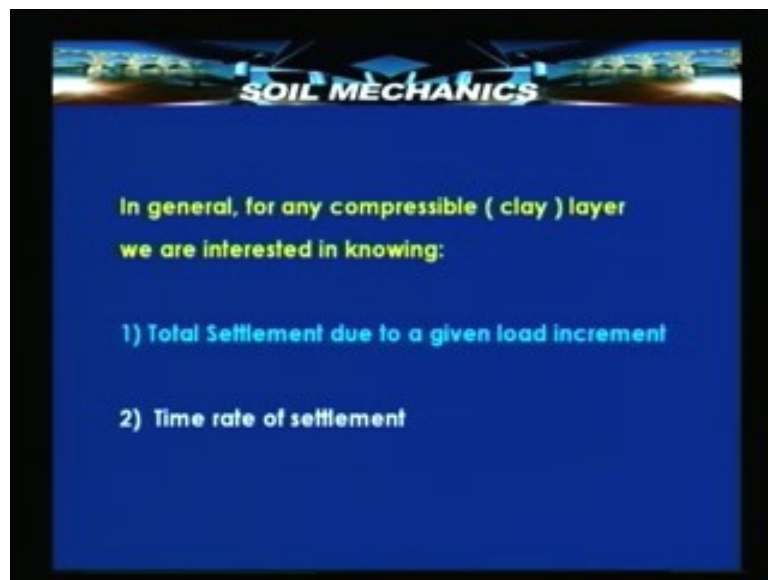 SOIL MECHANICS
In general, for any compressible ( clay ) layer
we are interested in knowing:
1) Total Settlement due to a given load increment
2) Time rate of settlement